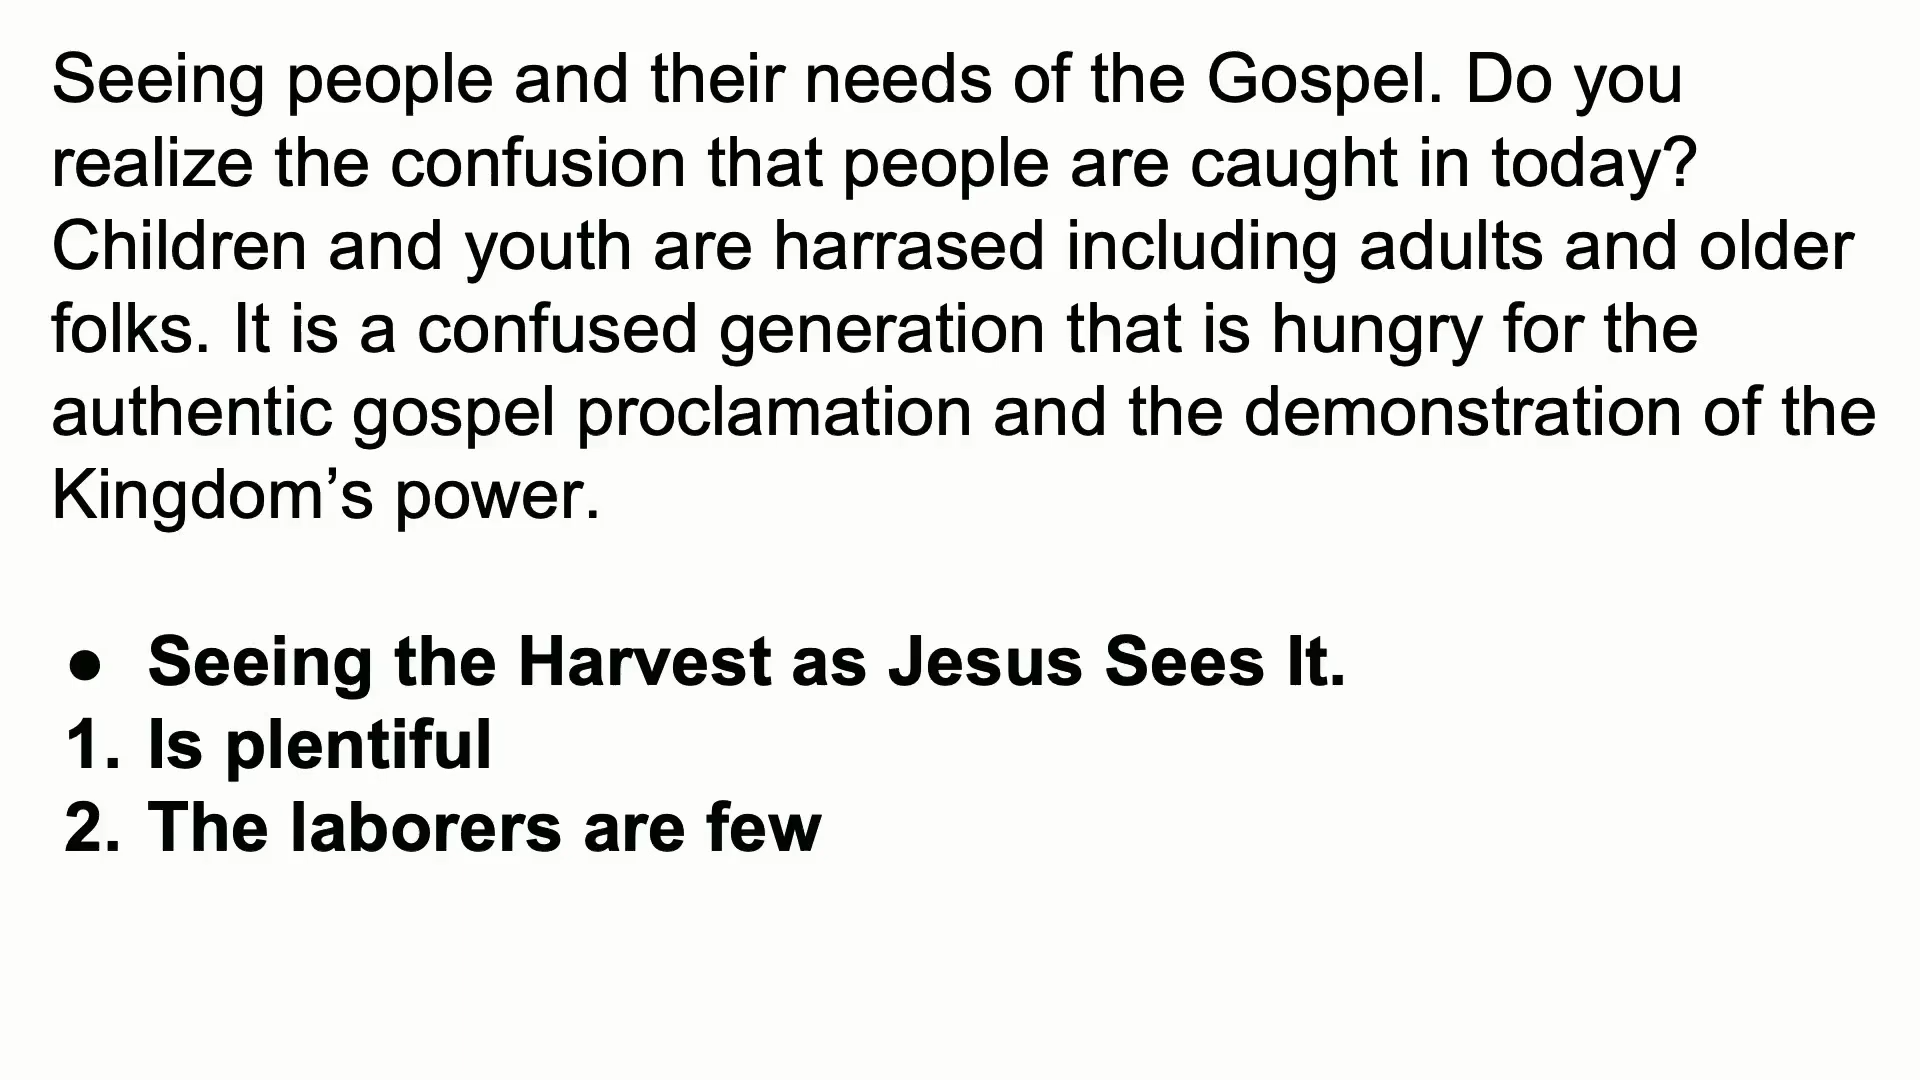 Seeing people and their needs of the Gospel. Do you
realize the confusion that people are caught in today?
Children and youth are harrased including adults and older
folks. It is a confused generation that is hungry for the
authentic gospel proclamation and the demonstration of the
Kingdom’s power.
● Seeing the Harvest as Jesus Sees It.
1. Is plentiful
2. The laborers are few